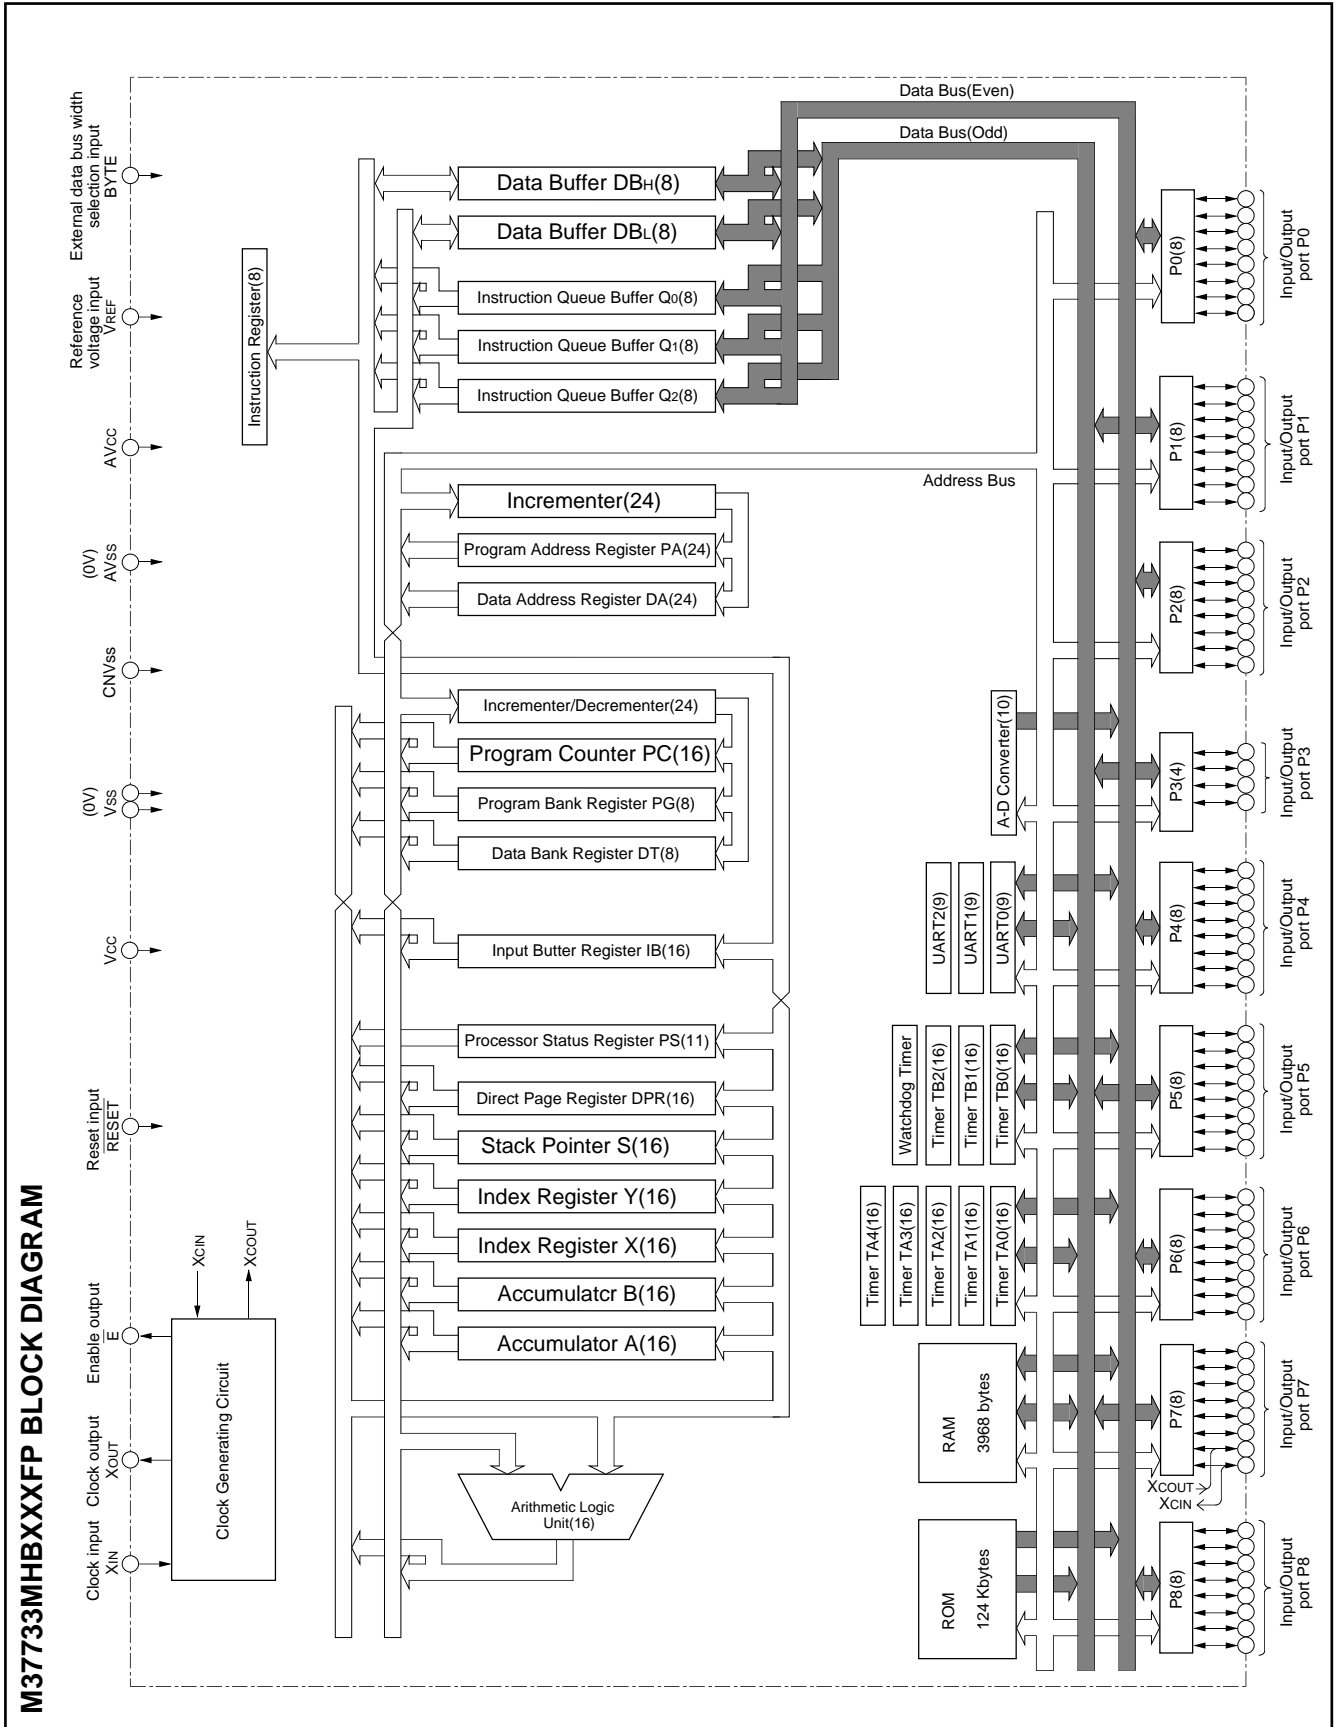 M37733MHBXXXFP BLOCK DIAGRAM
Clock input
XIN
Clock output
XOUT
Enable output
E
Reset input
RESET
VCC
(0V)
VSS
CNVSS
(0V)
AVSS
AVCC
Reference
voltage input
VREF
External data bus width
selection input
BYTE
Clock Generating Circuit
XCIN
XCOUT
Instruction Register(8)
Data Bus(Even)
Data Bus(Odd)
Data Buffer DBH(8)
Data Buffer DBL(8)
Instruction Queue Buffer Q0(8)
Instruction Queue Buffer Q1(8)
Instruction Queue Buffer Q2(8)
Address Bus
Incrementer(24)
Program Address Register PA(24)
Data Address Register DA(24)
Incrementer/Decrementer(24)
Program Counter PC(16)
Program Bank Register PG(8)
Data Bank Register DT(8)
Input Butter Register IB(16)
Processor Status Register PS(11)
Direct Page Register DPR(16)
Stack Pointer S(16)
Index Register Y(16)
Index Register X(16)
Accumulatcr B(16)
Accumulator A(16)
Arithmetic Logic
Unit(16)
A-D Converter(10)
UART2(9)
UART1(9)
UART0(9)
Watchdog Timer
Timer TB2(16)
Timer TB1(16)
Timer TB0(16)
Timer TA4(16)
Timer TA3(16)
Timer TA2(16)
Timer TA1(16)
Timer TA0(16)
RAM
3968 bytes
ROM
124 Kbytes
P0(8)
Input/Output
port P0
P1(8)
Input/Output
port P1
P2(8)
Input/Output
port P2
P3(4)
Input/Output
port P3
P4(8)
Input/Output
port P4
P5(8)
Input/Output
port P5
P6(8)
Input/Output
port P6
P7(8)
Input/Output
port P7
XCOUT
XCIN
P8(8)
Input/Output
port P8